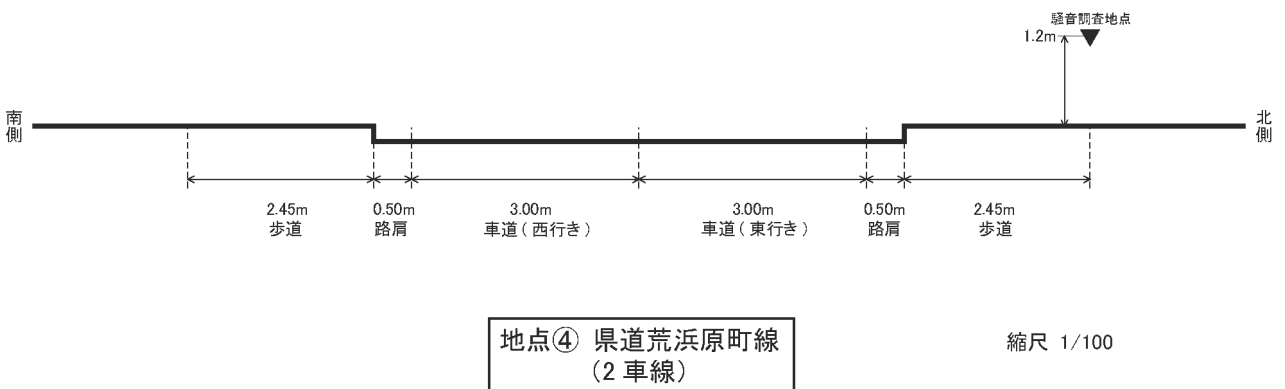 騒音調査地点
1.2m
南側
北側
2.45m
歩道
0.50m
路肩
3.00m
車道(西行き)
3.00m
車道(東行き)
0.50m
路肩
2.45m
歩道
地点④ 県道荒浜原町線
(2車線)
縮尺 1/100